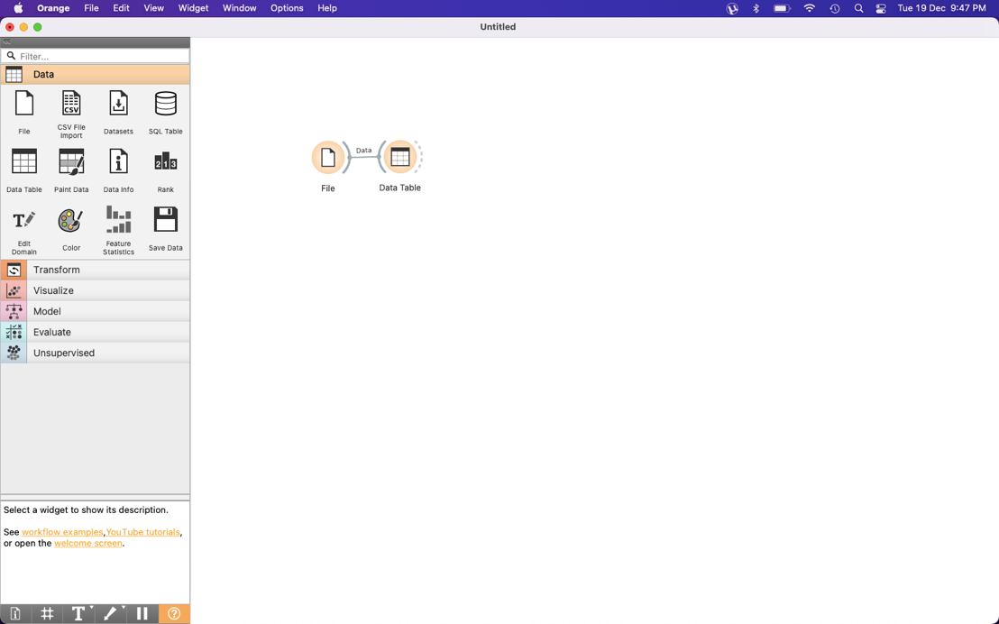 Orange File Edit View Widget Window Options Help Tue 19 Dec 9:47 PM
Untitled
Filter...
Data
File
CSV File Import
Datasets
SQL Table
Data Table
Paint Data
Data Info
Rank
Edit Domain
Color
Feature Statistics
Save Data
Transform
Visualize
Model
Evaluate
Unsupervised
Data
File
Data Table
Select a widget to show its description.
See workflow examples, YouTube tutorials,
or open the welcome screen.